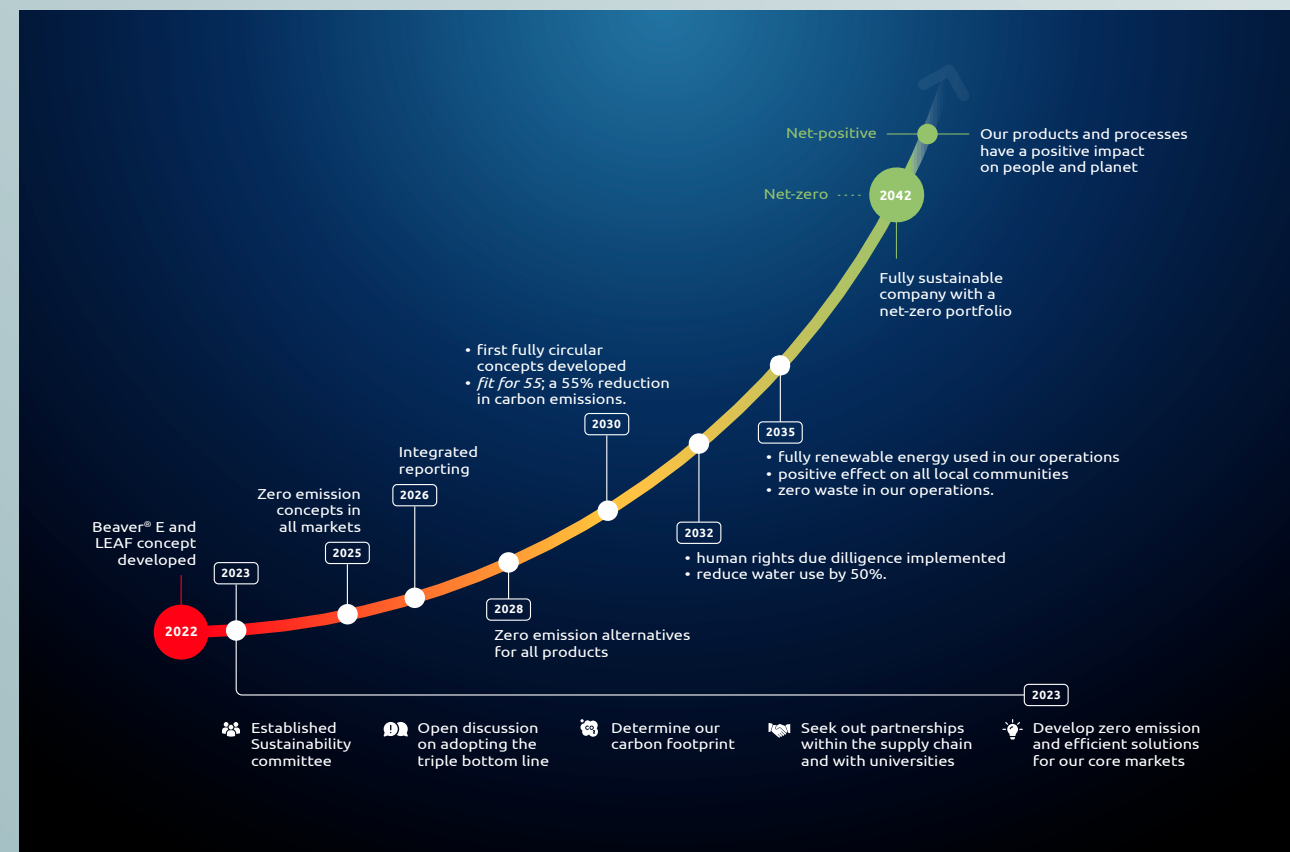 Net-positive
Our products and processes
have a positive impact
on people and planet
Net-zero
2042
Fully sustainable
company with a
net-zero portfolio
• first fully circular
concepts developed
• fit for 55; a 55% reduction
in carbon emissions.
2030
2035
• fully renewable energy used in our operations
• positive effect on all local communities
• zero waste in our operations.
Integrated
reporting
2026
Zero emission
concepts in
all markets
2025
2032
• human rights due dilligence implemented
• reduce water use by 50%.
Beaver® E and
LEAF concept
developed
2022
2023
2028
Zero emission alternatives
for all products
2023
Established
Sustainability
committee
Open discussion
on adopting the
triple bottom line
CO₂
Determine our
carbon footprint
Seek out partnerships
within the supply chain
and with universities
Develop zero emission
and efficient solutions
for our core markets